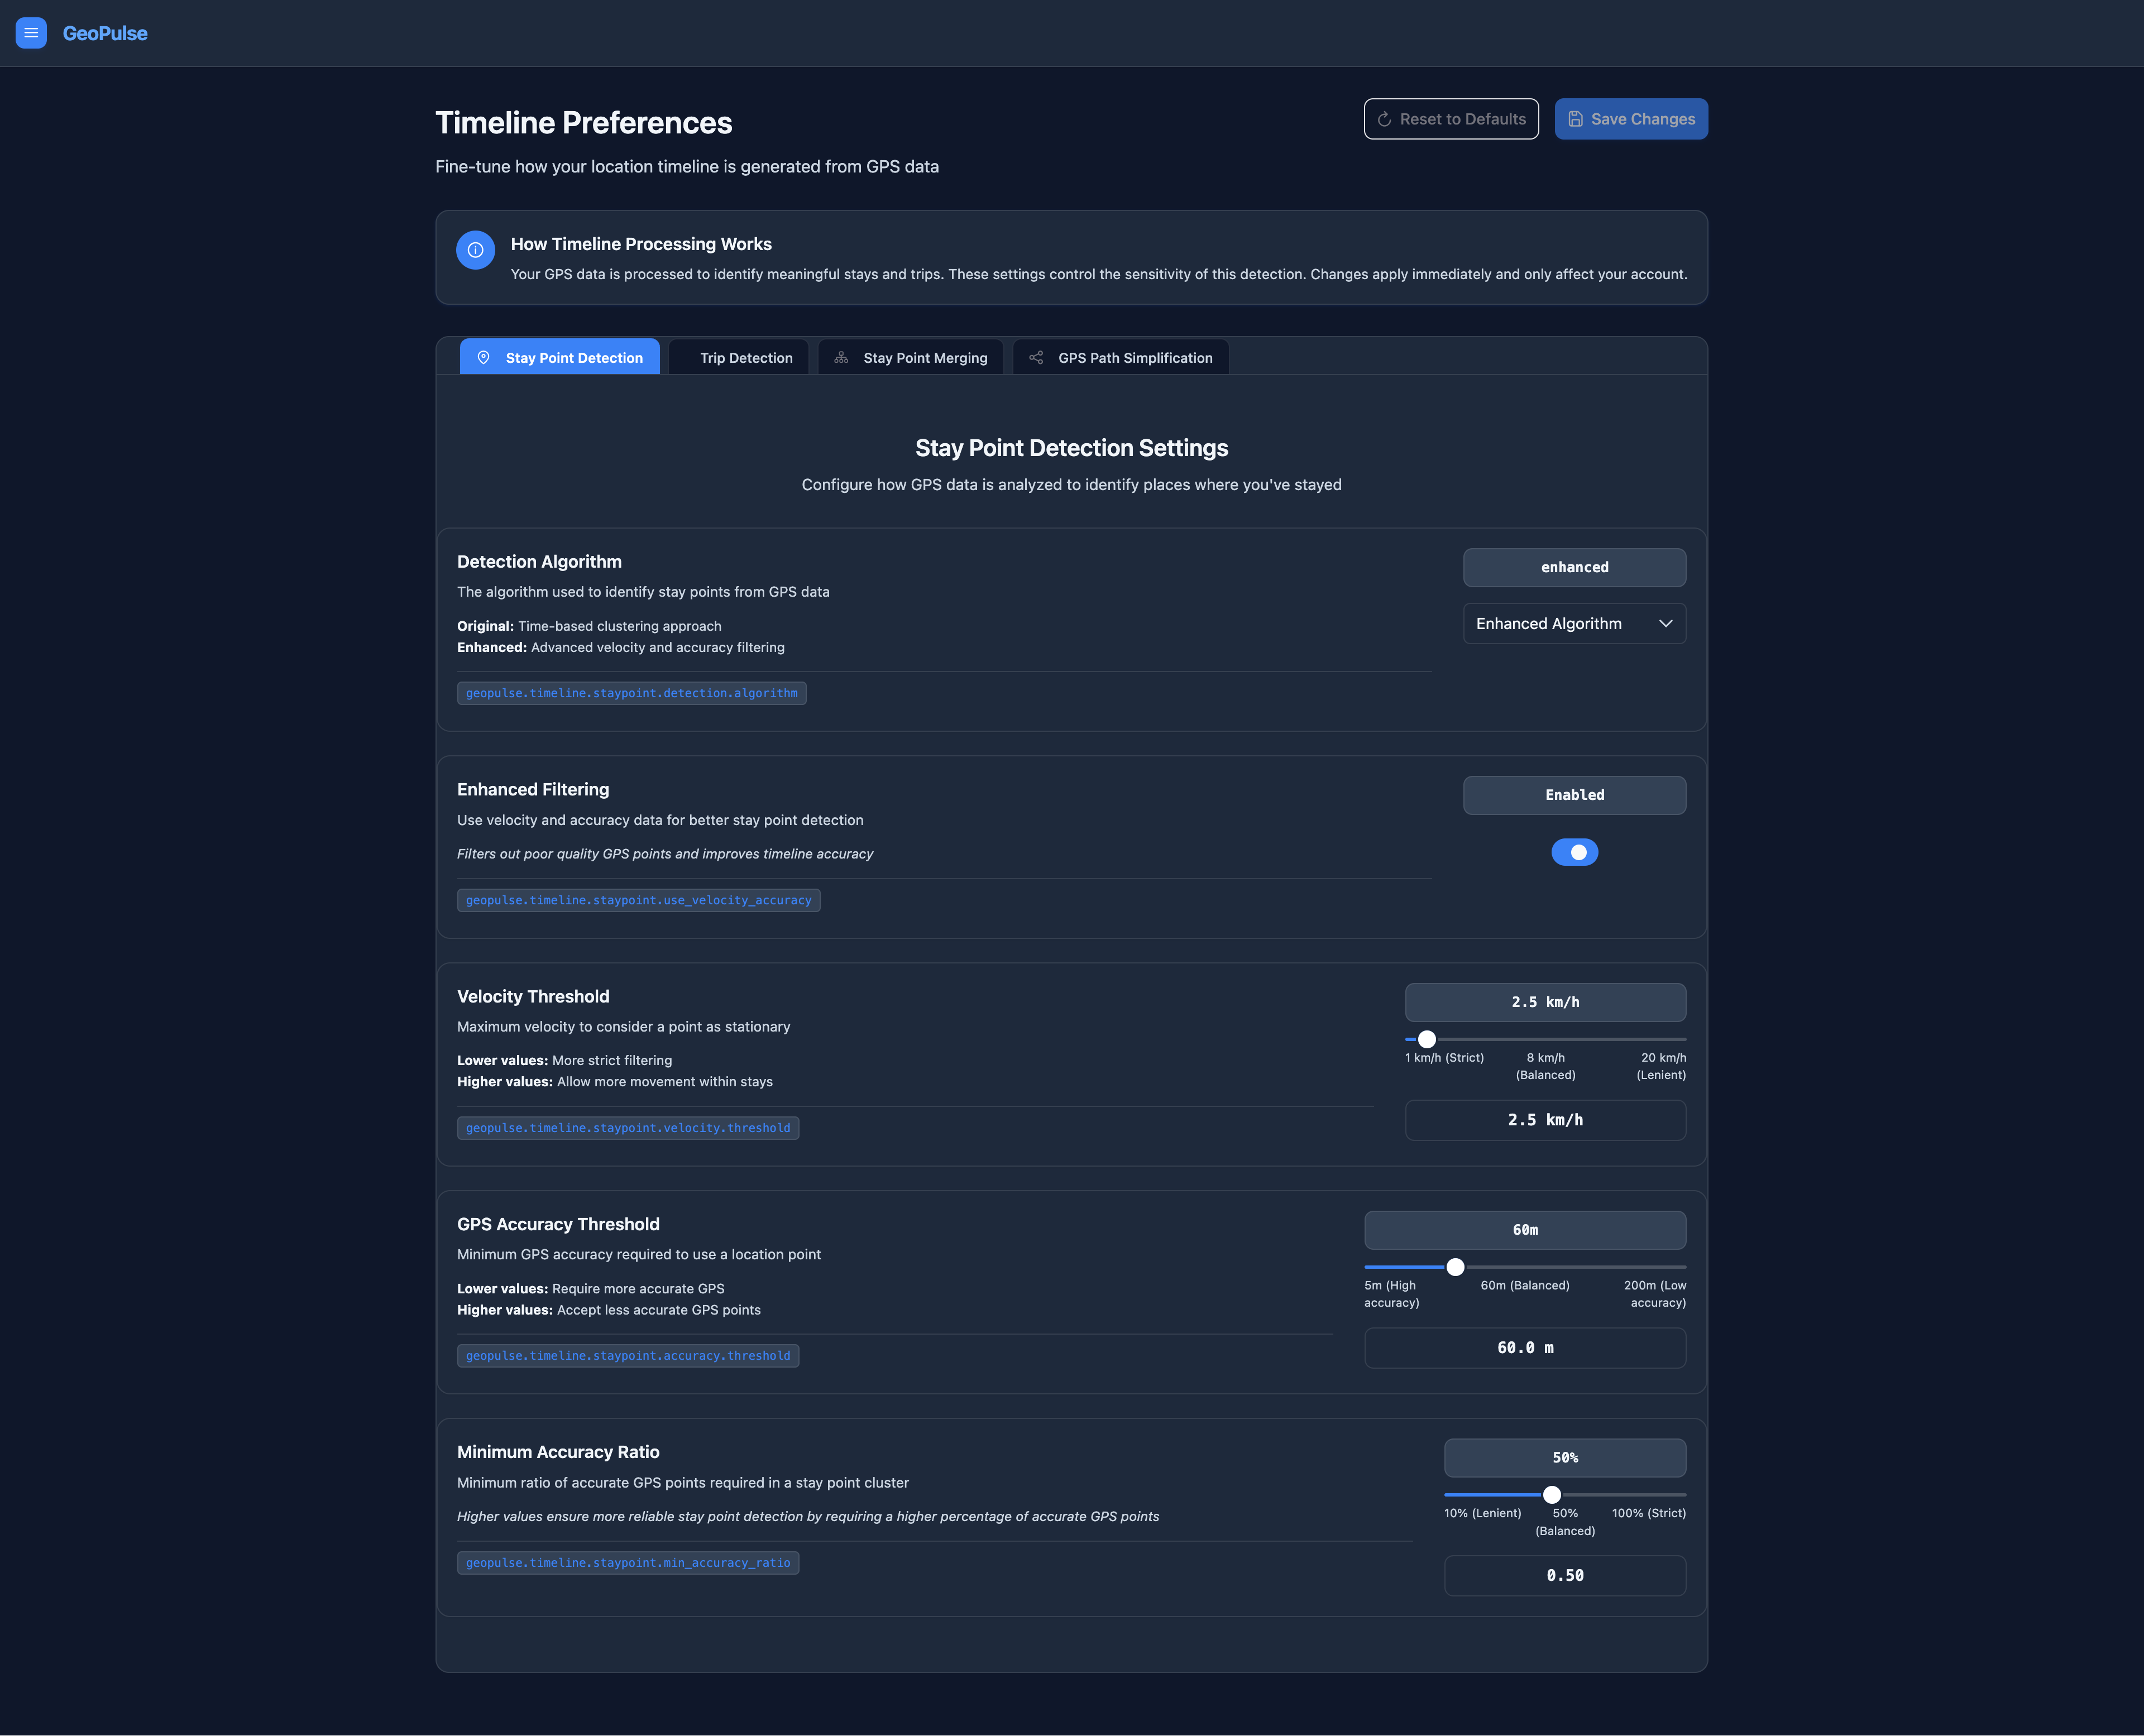 GeoPulse
Timeline Preferences
Reset to Defaults
Save Changes
Fine-tune how your location timeline is generated from GPS data
How Timeline Processing Works
Your GPS data is processed to identify meaningful stays and trips. These settings control the sensitivity of this detection. Changes apply immediately and only affect your account.
Stay Point Detection
Trip Detection
Stay Point Merging
GPS Path Simplification
Stay Point Detection Settings
Configure how GPS data is analyzed to identify places where you've stayed
Detection Algorithm
The algorithm used to identify stay points from GPS data
Original: Time-based clustering approach
Enhanced: Advanced velocity and accuracy filtering
geopulse.timeline.staypoint.detection.algorithm
enhanced
Enhanced Algorithm
Enhanced Filtering
Use velocity and accuracy data for better stay point detection
Filters out poor quality GPS points and improves timeline accuracy
geopulse.timeline.staypoint.use_velocity_accuracy
Enabled
Velocity Threshold
Maximum velocity to consider a point as stationary
Lower values: More strict filtering
Higher values: Allow more movement within stays
geopulse.timeline.staypoint.velocity.threshold
2.5 km/h
1 km/h (Strict)
8 km/h
(Balanced)
20 km/h
(Lenient)
2.5 km/h
GPS Accuracy Threshold
Minimum GPS accuracy required to use a location point
Lower values: Require more accurate GPS
Higher values: Accept less accurate GPS points
geopulse.timeline.staypoint.accuracy.threshold
60m
5m (High
accuracy)
60m (Balanced)
200m (Low
accuracy)
60.0 m
Minimum Accuracy Ratio
Minimum ratio of accurate GPS points required in a stay point cluster
Higher values ensure more reliable stay point detection by requiring a higher percentage of accurate GPS points
geopulse.timeline.staypoint.min_accuracy_ratio
50%
10% (Lenient)
50%
(Balanced)
100% (Strict)
0.50